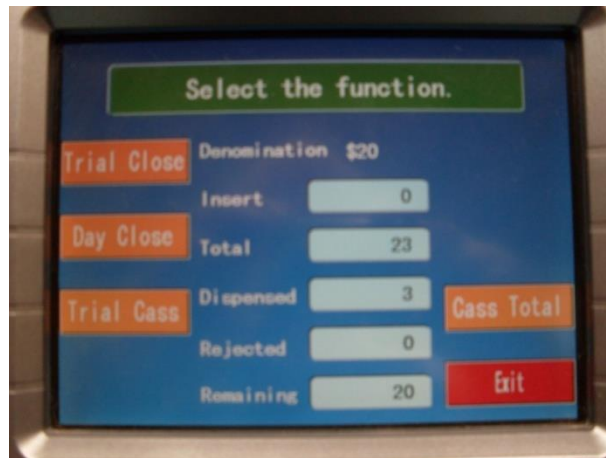 Select the function.
Trial Close
Denomination $20
Insert 0
Day Close
Total 23
Trial Cass
Dispensed 3
Cass Total
Rejected 0
Remaining 20
Exit